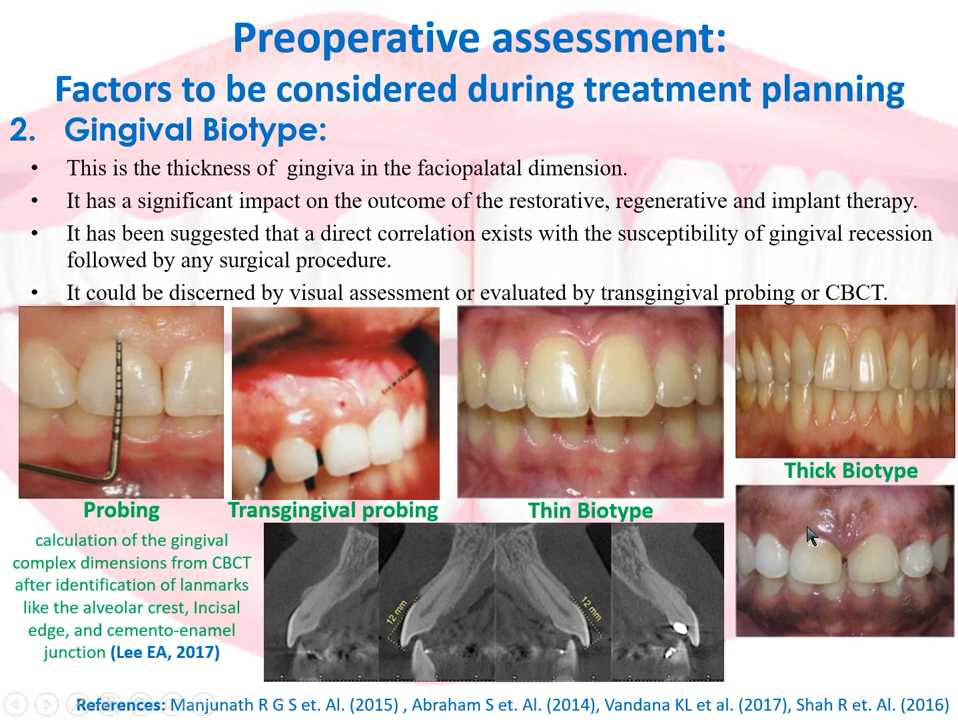 Preoperative assessment:
Factors to be considered during treatment planning
2. Gingival Biotype:
• This is the thickness of gingiva in the faciopalatal dimension.
• It has a significant impact on the outcome of the restorative, regenerative and implant therapy.
• It has been suggested that a direct correlation exists with the susceptibility of gingival recession
followed by any surgical procedure.
• It could be discerned by visual assessment or evaluated by transgingival probing or CBCT.
Thick Biotype
Probing
Transgingival probing
Thin Biotype
calculation of the gingival
complex dimensions from CBCT
after identification of lanmarks
like the alveolar crest, Incisal
edge, and cemento-enamel
junction (Lee EA, 2017)
12 mm
12 mm
References: Manjunath R G S et. Al. (2015) , Abraham S et. Al. (2014), Vandana KL et al. (2017), Shah R et. Al. (2016)